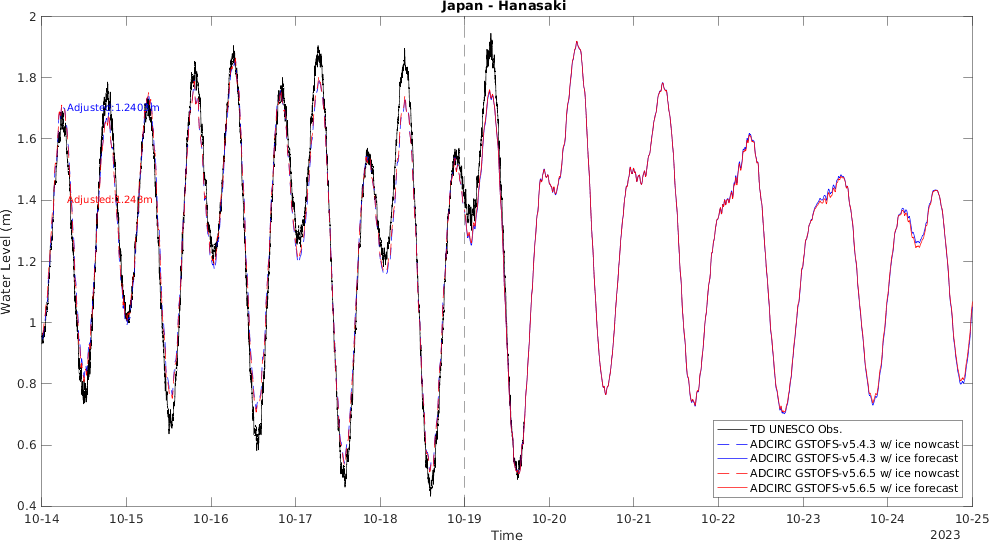 Japan - Hanasaki
2
1.8
1.6
1.4
1.2
1
0.8
0.6
0.4
Water Level (m)
Adjusted:1.2405m
Adjusted:1.248m
TD UNESCO Obs.
ADCIRC GSTOFS-v5.4.3 w/ ice nowcast
ADCIRC GSTOFS-v5.4.3 w/ ice forecast
ADCIRC GSTOFS-v5.6.5 w/ ice nowcast
ADCIRC GSTOFS-v5.6.5 w/ ice forecast
10-14 10-15 10-16 10-17 10-18 10-19 10-20 10-21 10-22 10-23 10-24 10-25
Time
2023